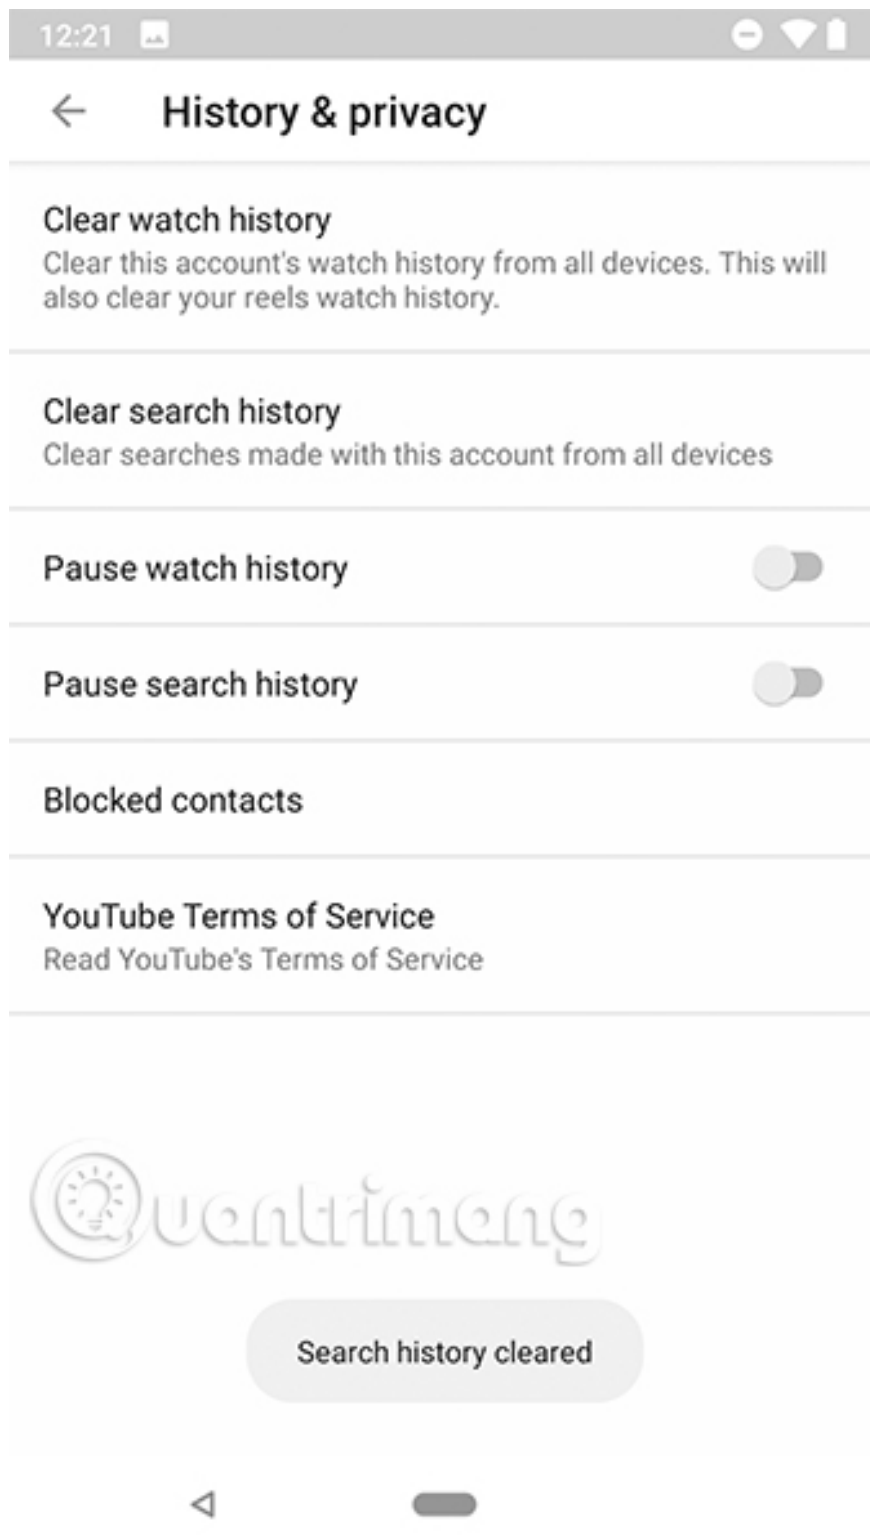 12:21
History & privacy
Clear watch history
Clear this account's watch history from all devices. This will
also clear your reels watch history.
Clear search history
Clear searches made with this account from all devices
Pause watch history
Pause search history
Blocked contacts
YouTube Terms of Service
Read YouTube's Terms of Service
Quantrimang
Search history cleared